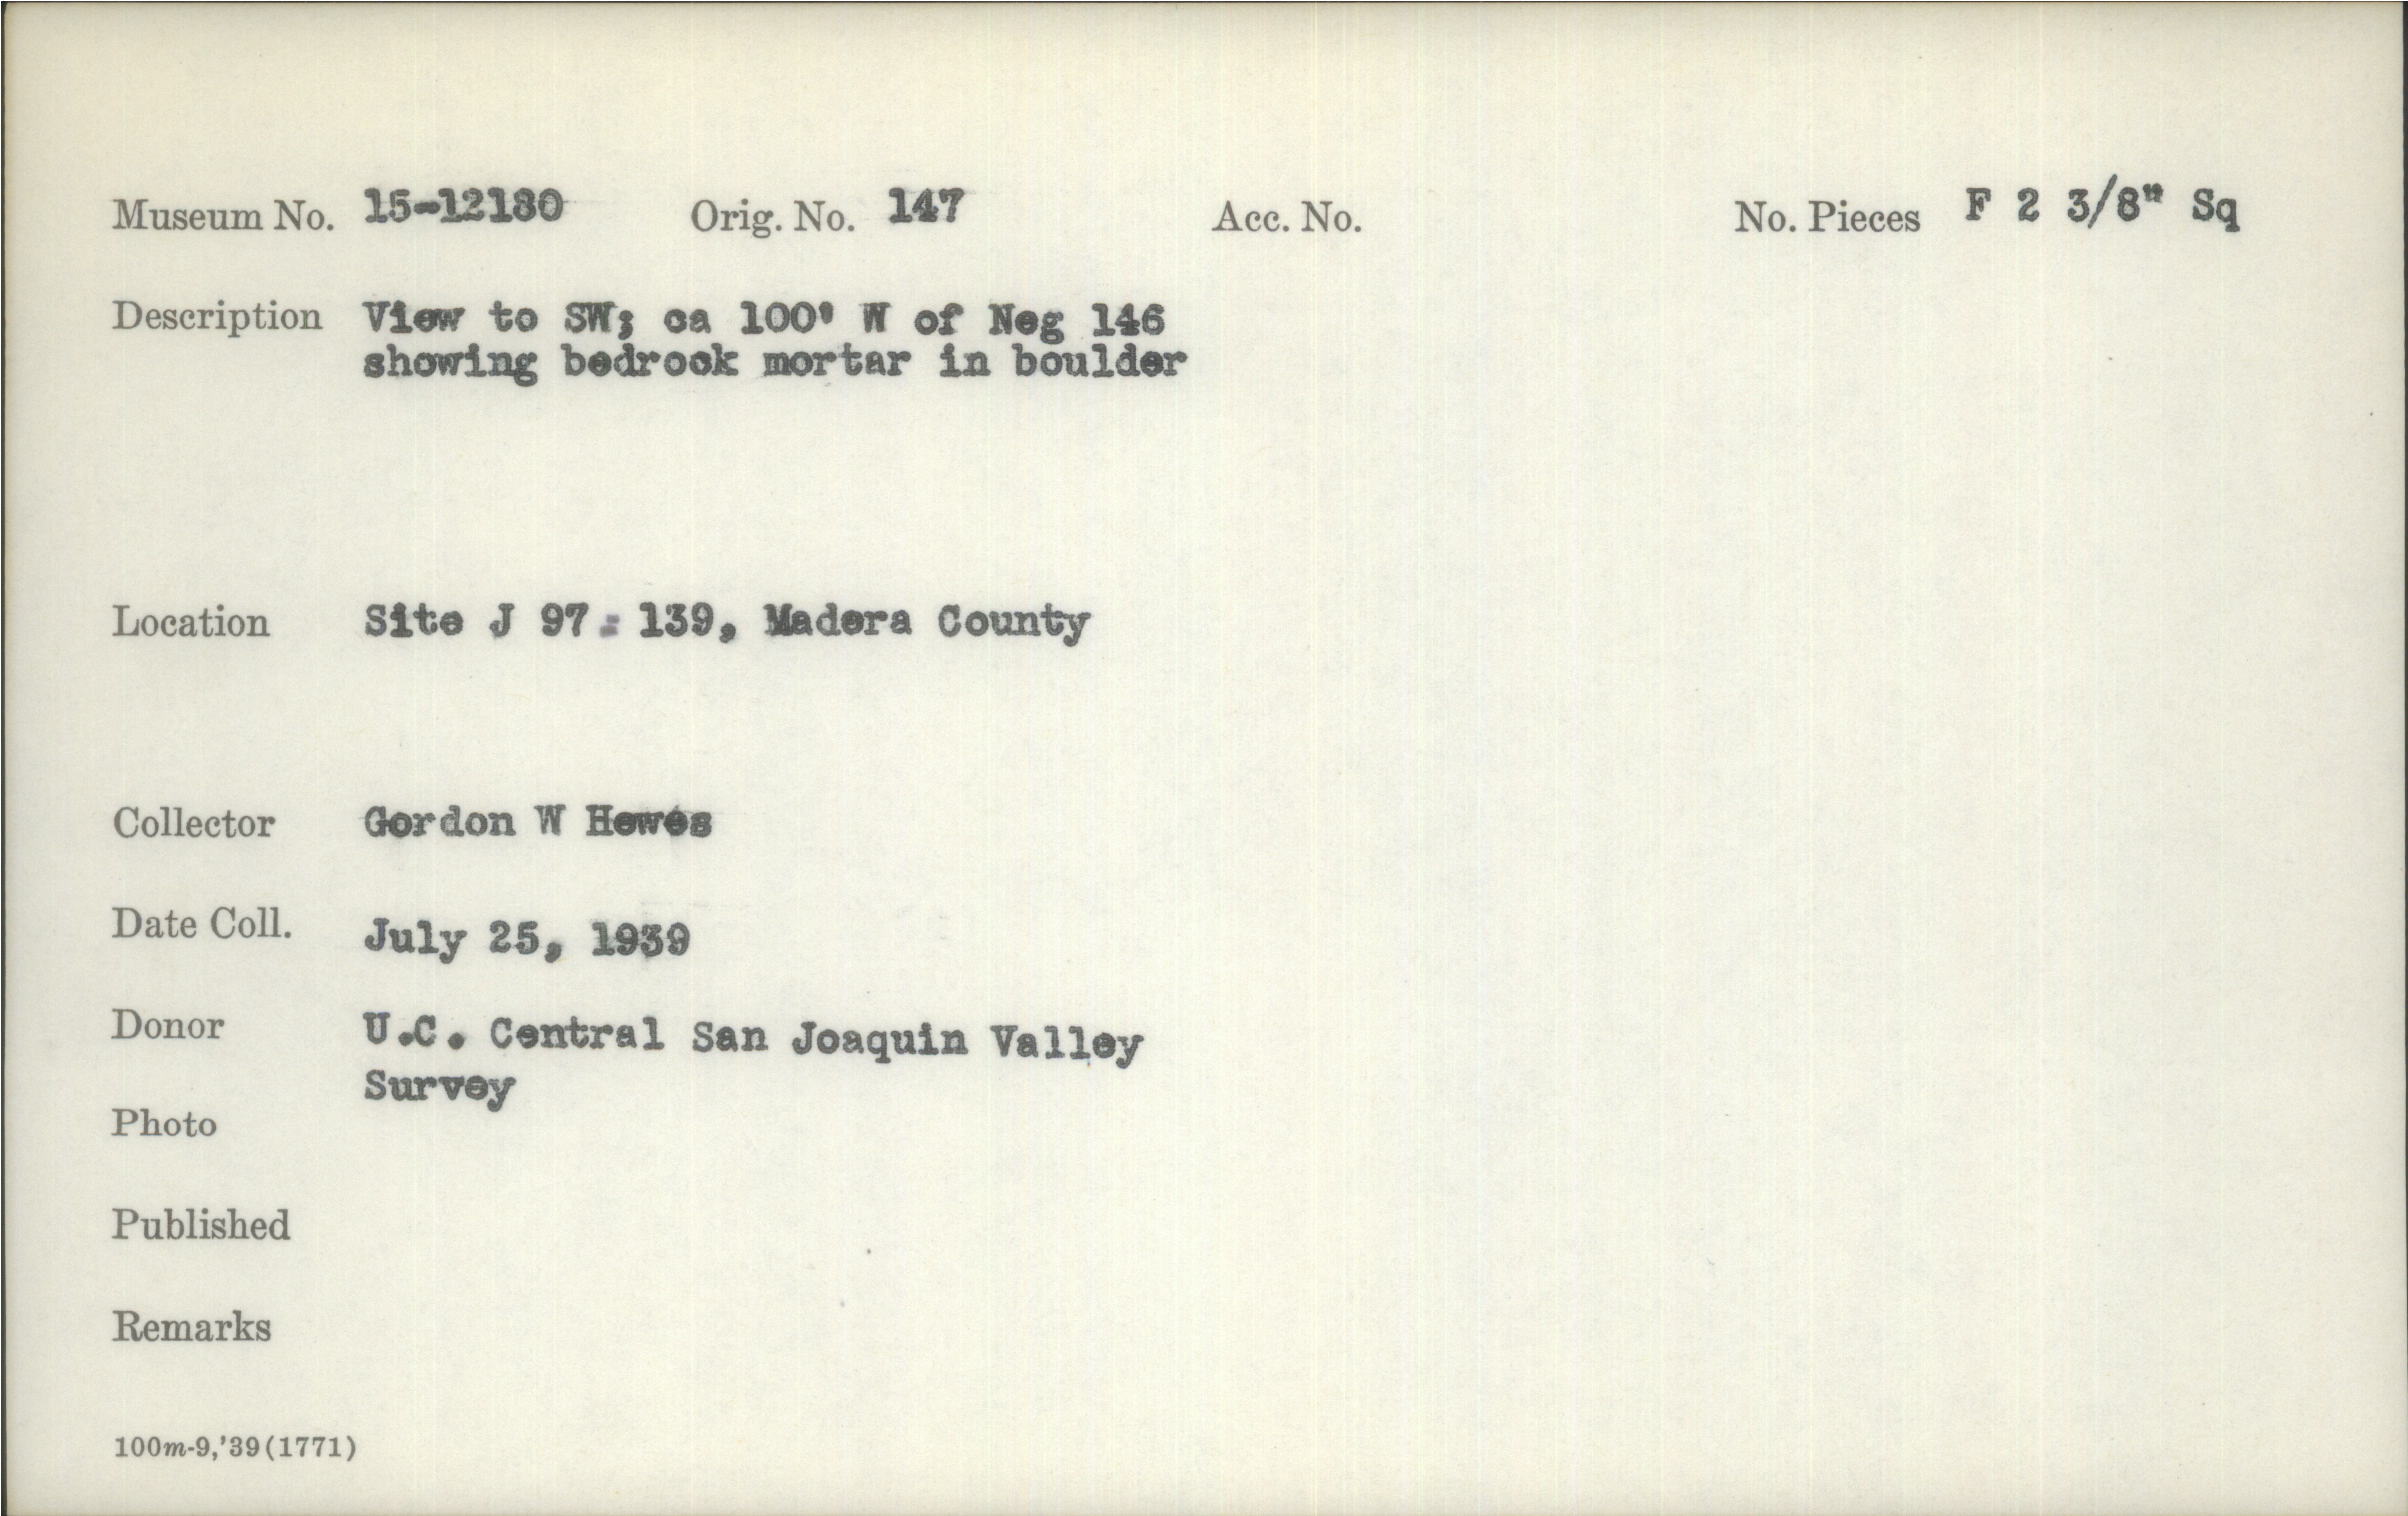 Museum No. 15-12180 Orig. No. 147 Acc. No. No. Pieces F 2 3/8" Sq
Description View to SW; ca 100' W of Neg 146
showing bedrock mortar in boulder
Location Site J 97 : 139, Madera County
Collector Gordon W Hewes
Date Coll. July 25, 1939
Donor U.C. Central San Joaquin Valley
Survey
Photo
Published
Remarks
100m-9,'39(1771)